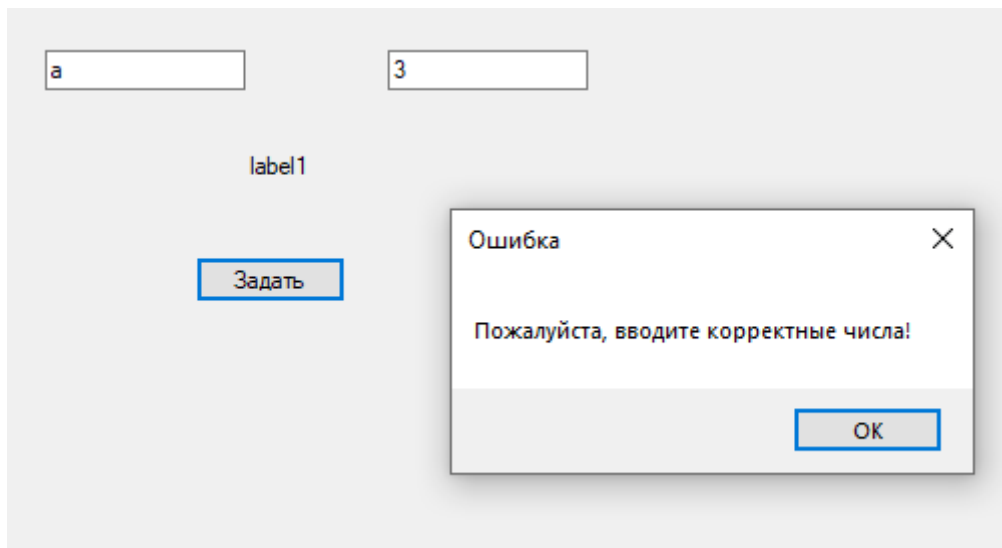 a
3
label1
Ошибка
Задать
Пожалуйста, вводите корректные числа!
OK